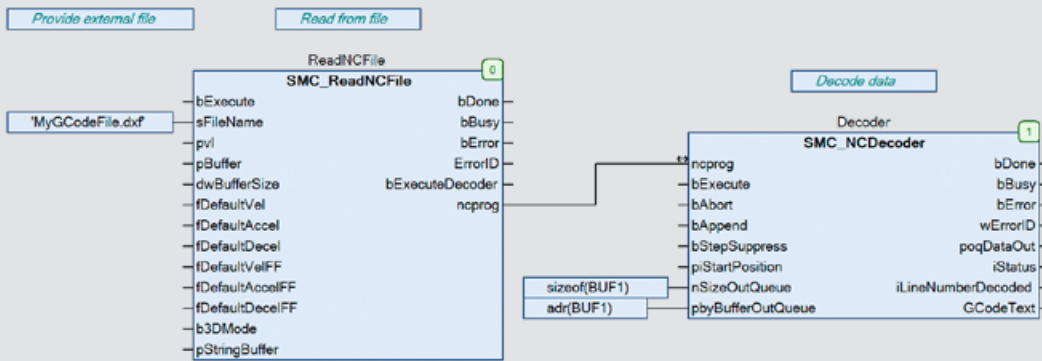 Provide external file
Read from file
ReadNCFile
0
SMC_ReadNCFile
bExecute
bDone
'MyGCodeFile.dxf'
sFileName
bBusy
pvl
bError
pBuffer
ErrorID
dwBufferSize
bExecuteDecoder
fDefaultVel
ncprog
fDefaultAccel
fDefaultDecel
fDefaultVelFF
fDefaultAccelFF
fDefaultDecelFF
b3DMode
pStringBuffer
Decode data
Decoder
1
SMC_NCDecoder
ncprog
bDone
bExecute
bBusy
bAbort
bError
bAppend
wErrorID
bStepSuppress
poqDataOut
piStartPosition
iStatus
sizeof(BUF1)
nSizeOutQueue
iLineNumberDecoded
adr(BUF1)
pbyBufferOutQueue
GCodeText